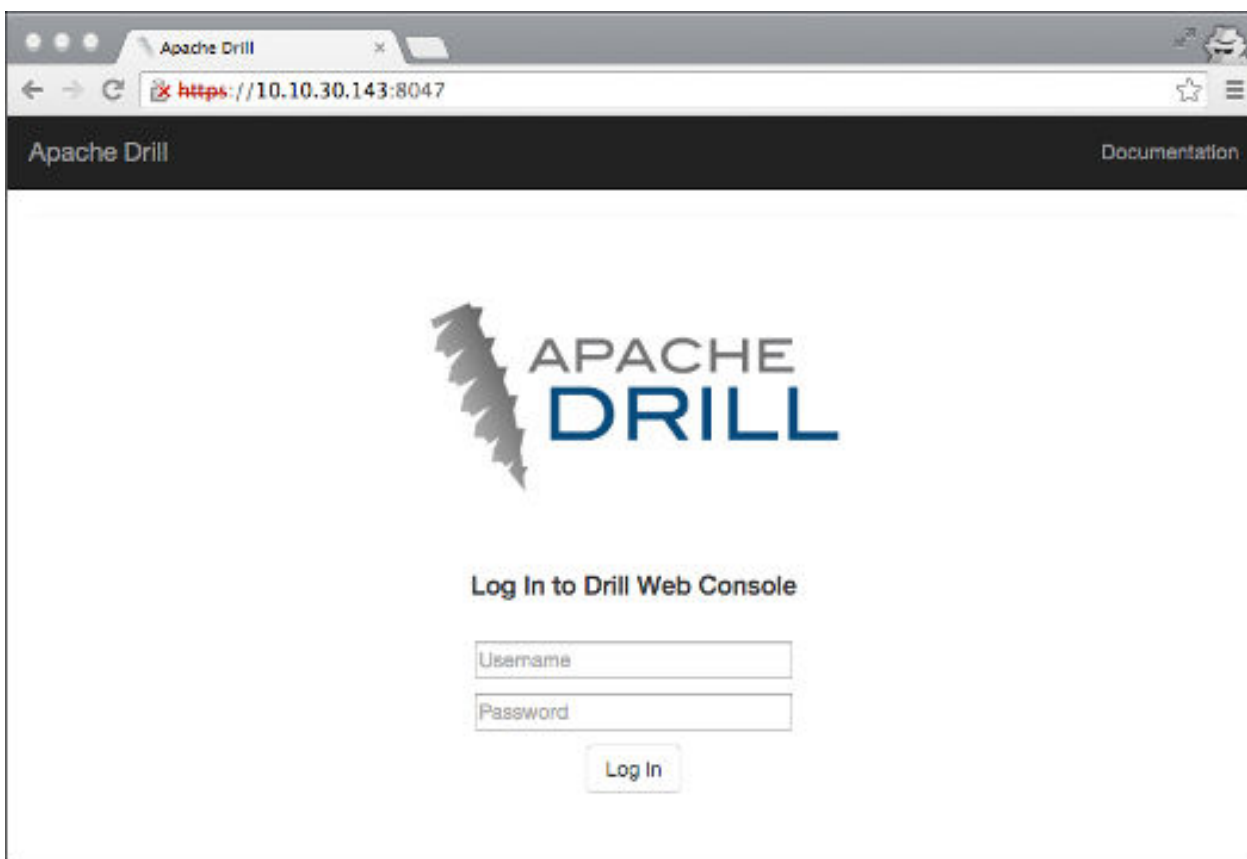 Apache Drill
https://10.10.30.143:8047
Apache Drill
Documentation
APACHE
DRILL
Log In to Drill Web Console
Username
Password
Log In